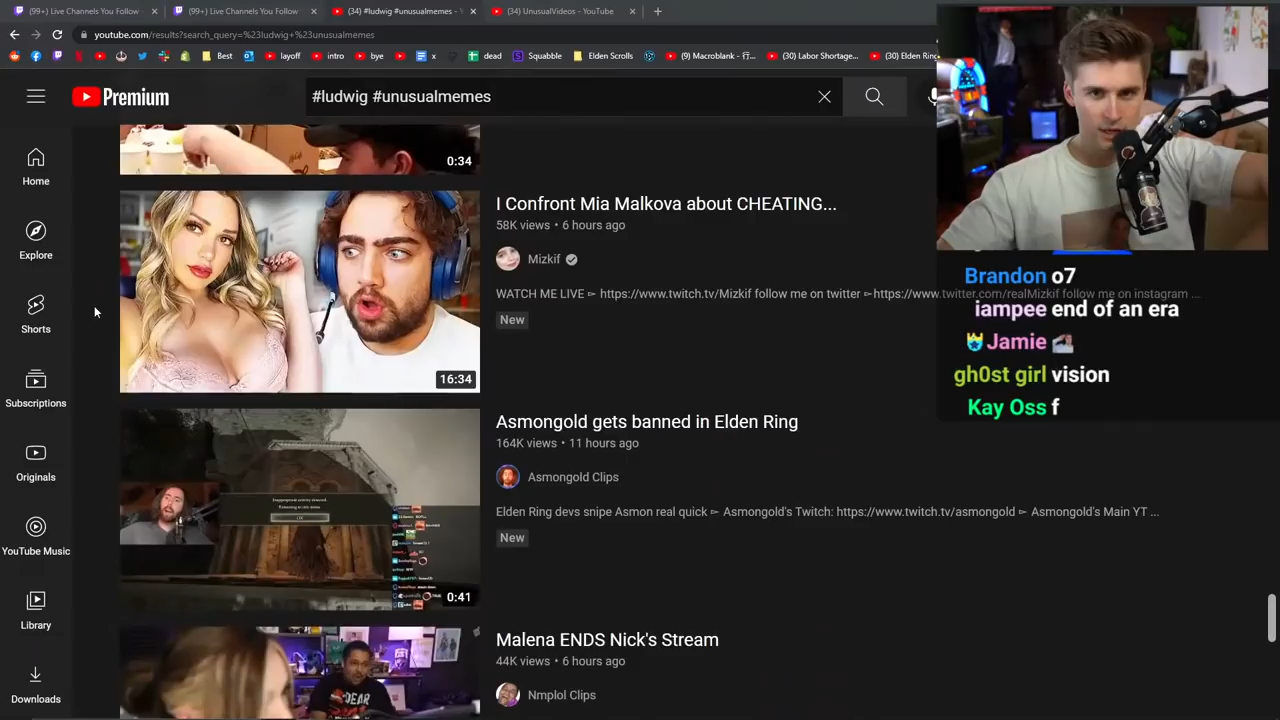 (99+) Live Channels You Follow -
(99+) Live Channels You Follow
(34) #ludwig #unusualmemes -
(34) UnusualVideos - YouTube
youtube.com/results?search_query=%23ludwig+%23unusualmemes
Best
layoff
intro
bye
x
dead
Squabble
Elden Scrolls
(9) Macroblank -
(30) Labor Shortage...
(30) Elden Ring
Premium
#ludwig #unusualmemes
Home
Explore
Shorts
Subscriptions
Originals
YouTube Music
Library
Downloads
0:34
I Confront Mia Malkova about CHEATING...
58K views • 6 hours ago
Mizkif
WATCH ME LIVE ► https://www.twitch.tv/Mizkif follow me on twitter ►https://www.twitter.com/realMizkif follow me on instagram ...
New
16:34
Asmongold gets banned in Elden Ring
164K views • 11 hours ago
Asmongold Clips
Elden Ring devs snipe Asmon real quick ► Asmongold's Twitch: https://www.twitch.tv/asmongold ► Asmongold's Main YT ...
New
0:41
Malena ENDS Nick's Stream
44K views • 6 hours ago
Nmplol Clips
Brandon o7
iampee end of an era
Jamie
gh0st girl vision
Kay Oss f